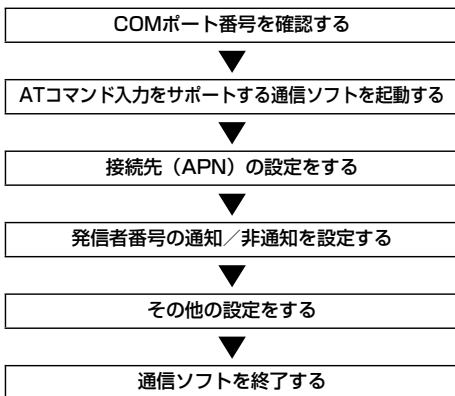 COMポート番号を確認する
ATコマンド入力をサポートする通信ソフトを起動する
接続先（APN）の設定をする
発信者番号の通知／非通知を設定する
その他の設定をする
通信ソフトを終了する